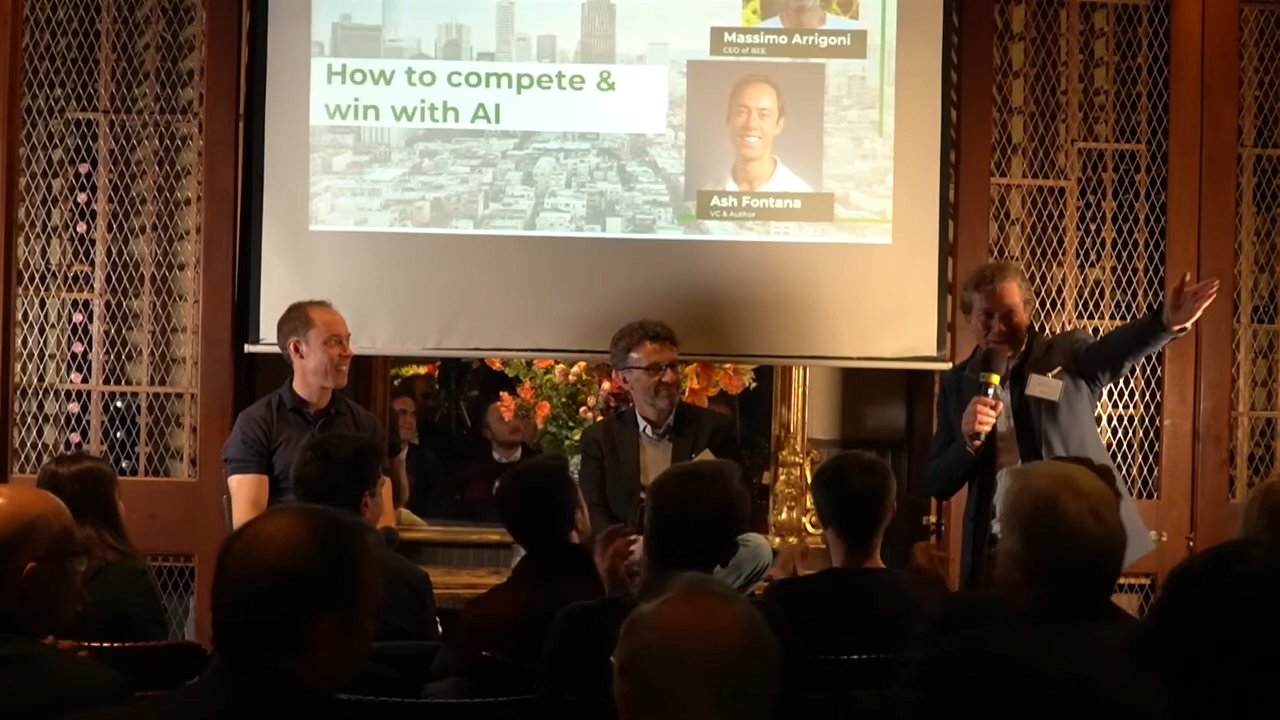 How to compete &
win with AI
Massimo Arrigoni
CEO of BEE
Ash Fontana
VC & Author